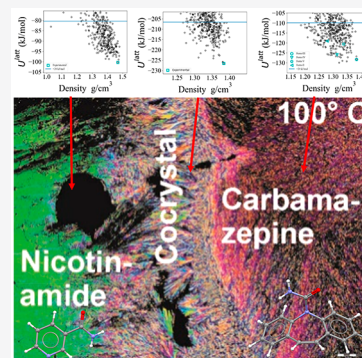 U^latt (kJ/mol)
-80
-85
-90
-95
-100
1.0
1.1
1.2
1.3
1.4
1.5
Density g/cm³
U^latt (kJ/mol)
-210
-215
-220
-225
-230
1.25
1.30
1.35
1.40
Density g/cm³
U^latt (kJ/mol)
-110
-115
-120
-125
-130
1.15
1.20
1.25
1.30
1.35
Density g/cm³
100° C
Cocrystal
Carbama-
zepine
Nicotin-
amide